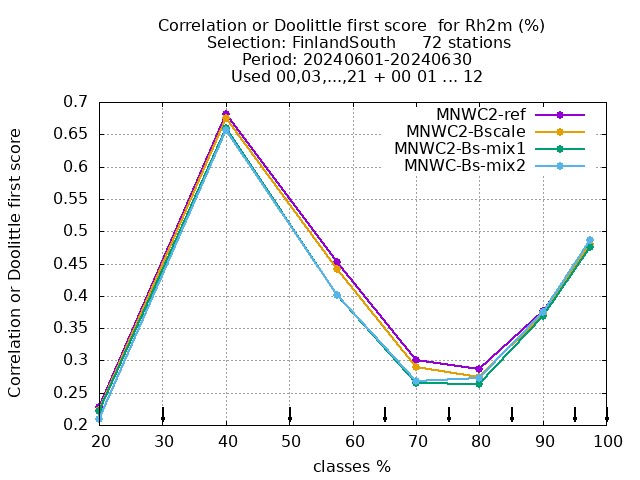 Correlation or Doolittle first score  for Rh2m (%)
Selection: FinlandSouth     72 stations
Period: 20240601-20240630
Used 00,03,...,21 + 00 01 ... 12
Correlation or Doolittle first score
0.7
0.65
0.6
0.55
0.5
0.45
0.4
0.35
0.3
0.25
0.2
MNWC2-ref
MNWC2-Bscale
MNWC2-Bs-mix1
MNWC-Bs-mix2
20 30 40 50 60 70 80 90 100
classes %